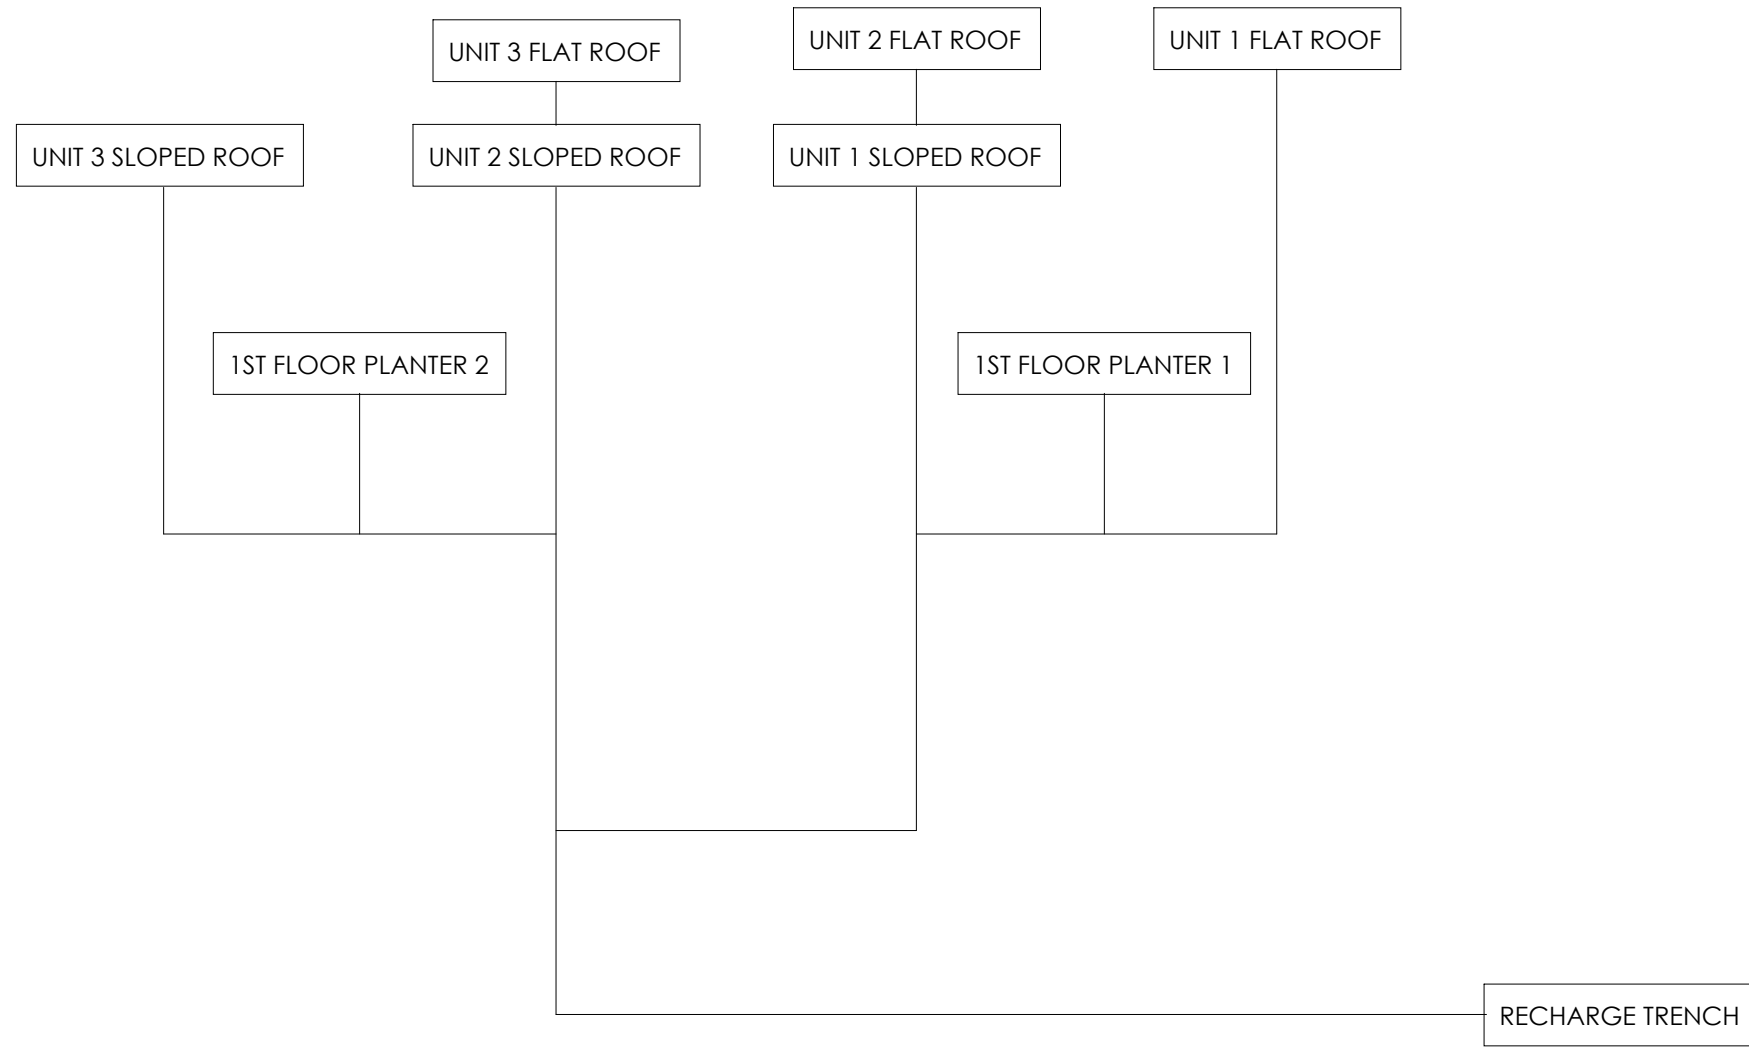 UNIT 3 FLAT ROOF
UNIT 2 FLAT ROOF
UNIT 1 FLAT ROOF
UNIT 3 SLOPED ROOF
UNIT 2 SLOPED ROOF
UNIT 1 SLOPED ROOF
1ST FLOOR PLANTER 2
1ST FLOOR PLANTER 1
RECHARGE TRENCH